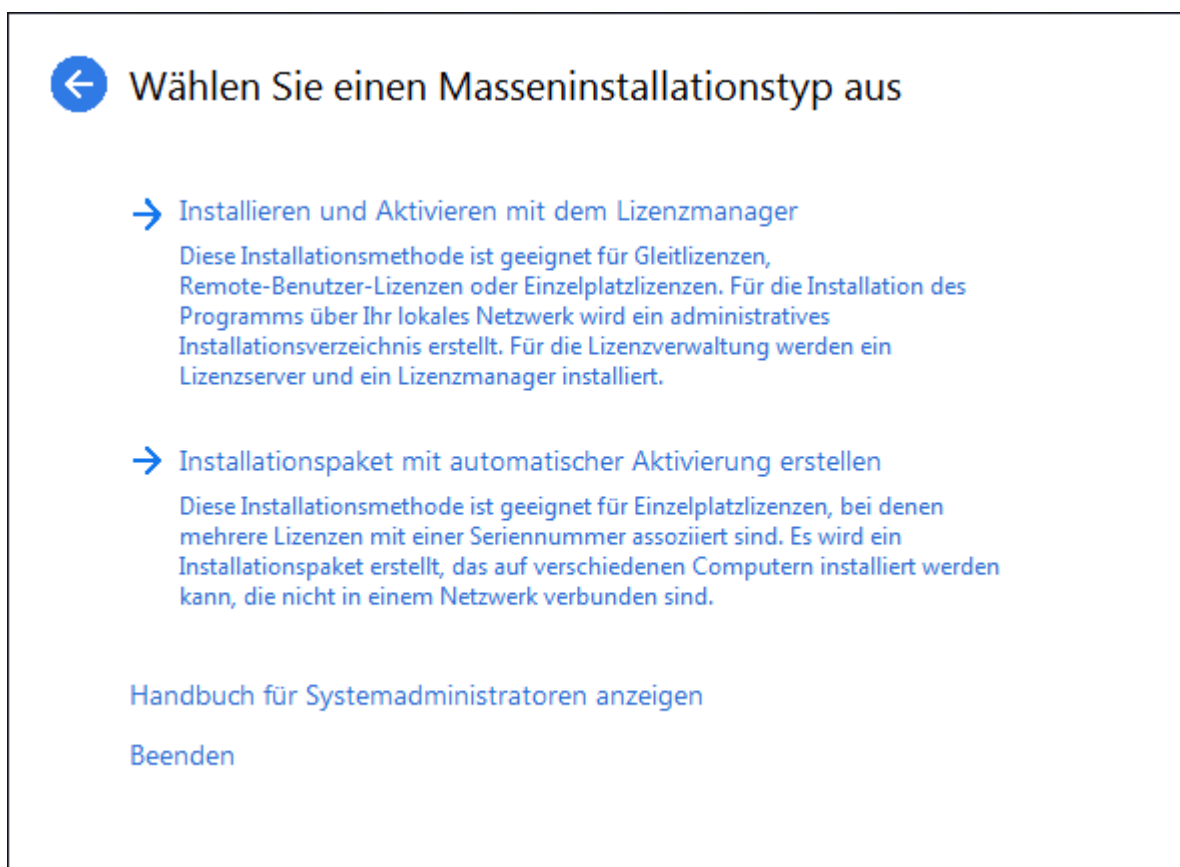 Wählen Sie einen Masseninstallationstyp aus
Installieren und Aktivieren mit dem Lizenzmanager
Diese Installationsmethode ist geeignet für Gleitlizenzen,
Remote-Benutzer-Lizenzen oder Einzelplatzlizenzen. Für die Installation des
Programms über Ihr lokales Netzwerk wird ein administratives
Installationsverzeichnis erstellt. Für die Lizenzverwaltung werden ein
Lizenzserver und ein Lizenzmanager installiert.
Installationspaket mit automatischer Aktivierung erstellen
Diese Installationsmethode ist geeignet für Einzelplatzlizenzen, bei denen
mehrere Lizenzen mit einer Seriennummer assoziiert sind. Es wird ein
Installationspaket erstellt, das auf verschiedenen Computern installiert werden
kann, die nicht in einem Netzwerk verbunden sind.
Handbuch für Systemadministratoren anzeigen
Beenden